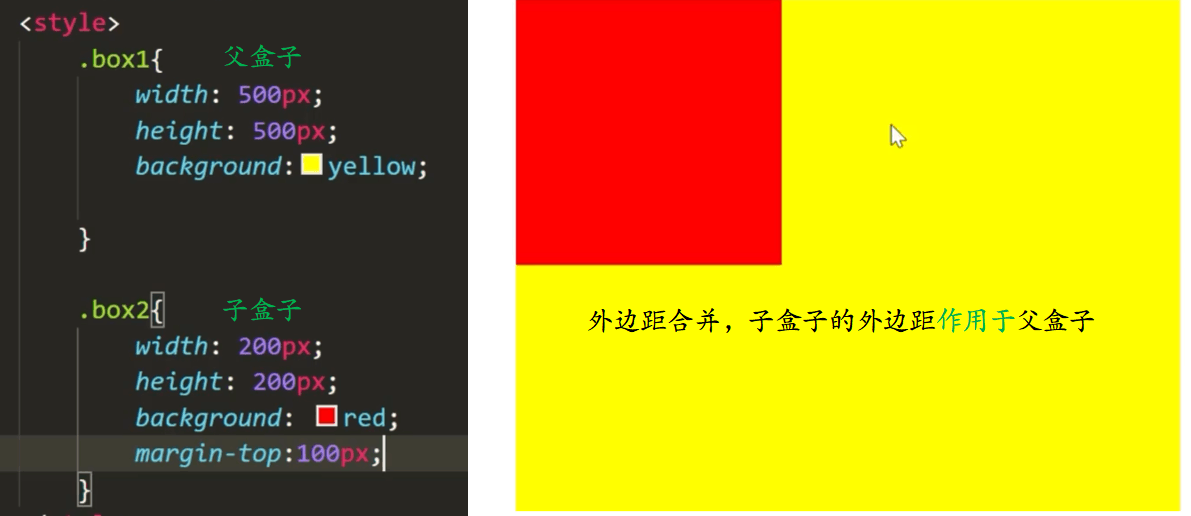 <style>
.box1{ 父盒子
width: 500px;
height: 500px;
background: yellow;
}
.box2{ 子盒子
width: 200px;
height: 200px;
background: red;
margin-top:100px;
}
外边距合并，子盒子的外边距作用于父盒子